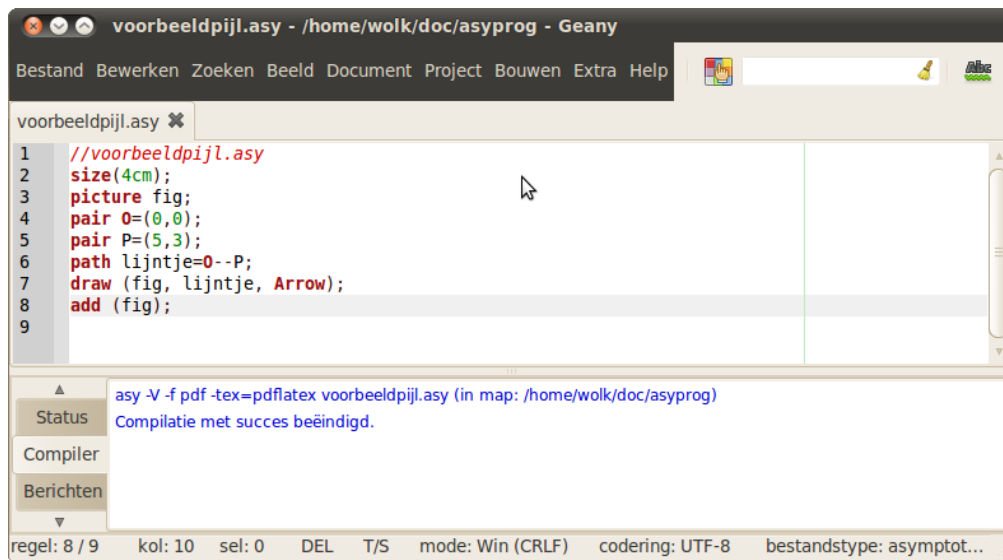 voorbeeldpijl.asy - /home/wolk/doc/asyprog - Geany
Bestand Bewerken Zoeken Beeld Document Project Bouwen Extra Help
Abc
voorbeeldpijl.asy
1 //voorbeeldpijl.asy
2 size(4cm);
3 picture fig;
4 pair O=(0,0);
5 pair P=(5,3);
6 path lijntje=O--P;
7 draw (fig, lijntje, Arrow);
8 add (fig);
9
Status
Compiler
Berichten
asy -V -f pdf -tex=pdflatex voorbeeldpijl.asy (in map: /home/wolk/doc/asyprog)
Compilatie met succes beëindigd.
regel: 8 / 9 kol: 10 sel: 0 DEL T/S mode: Win (CRLF) codering: UTF-8 bestandstype: asymptot...